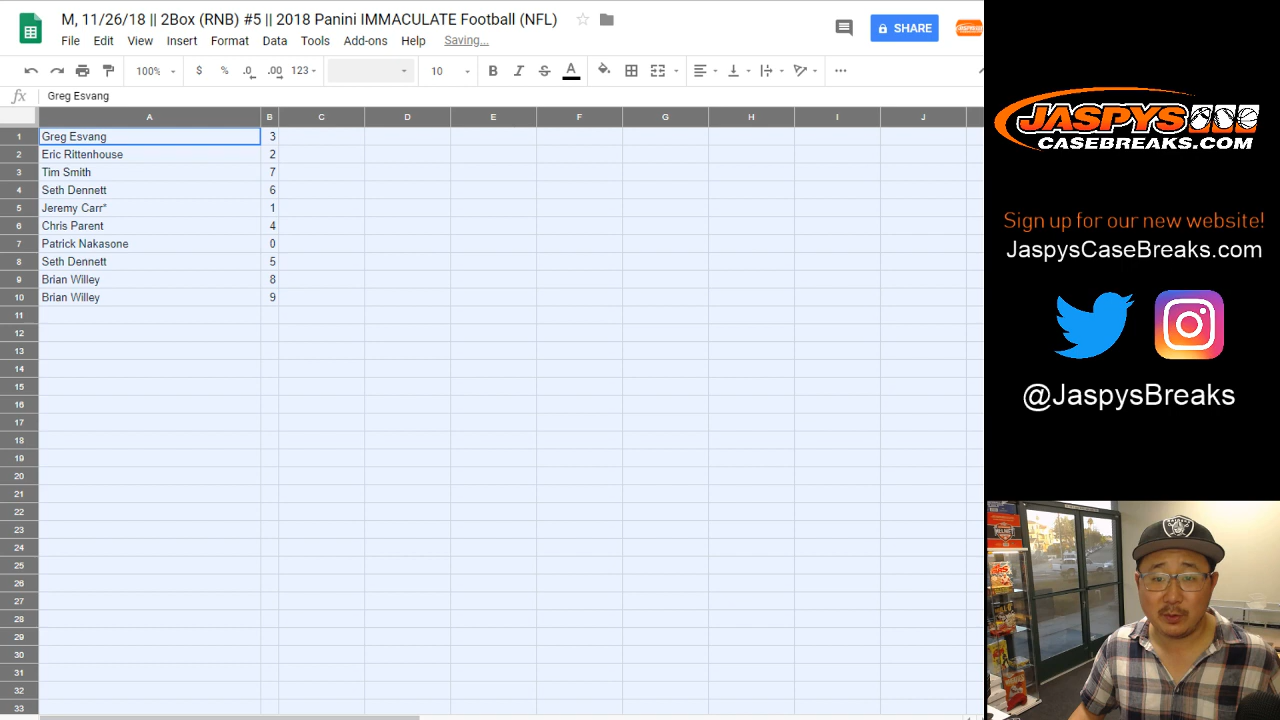 M, 11/26/18 || 2Box (RNB) #5 || 2018 Panini IMMACULATE Football (NFL)
File Edit View Insert Format Data Tools Add-ons Help Saving...
SHARE
100% $ % .0 .00 123 10 B I S A
fx Greg Esvang
A B C D E F G H I J
1 Greg Esvang 3
2 Eric Rittenhouse 2
3 Tim Smith 7
4 Seth Dennett 6
5 Jeremy Carr* 1
6 Chris Parent 4
7 Patrick Nakasone 0
8 Seth Dennett 5
9 Brian Willey 8
10 Brian Willey 9
11
12
13
14
15
16
17
18
19
20
21
22
23
24
25
26
27
28
29
30
31
32
33
JASPYS
CASEBREAKS.COM
Sign up for our new website!
JaspysCaseBreaks.com
@JaspysBreaks